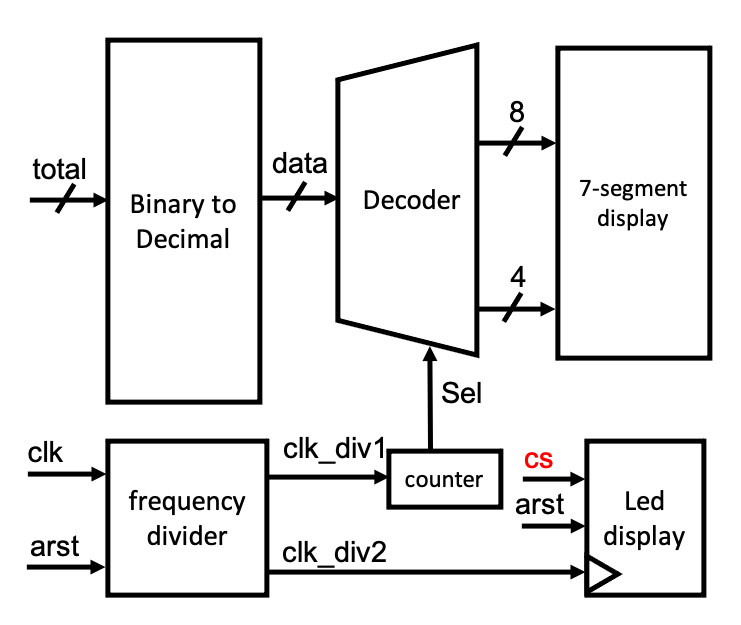 total
Binary to
Decimal
data
Decoder
8
4
7-segment
display
Sel
clk
arst
frequency
divider
clk_div1
clk_div2
counter
cs
arst
Led
display